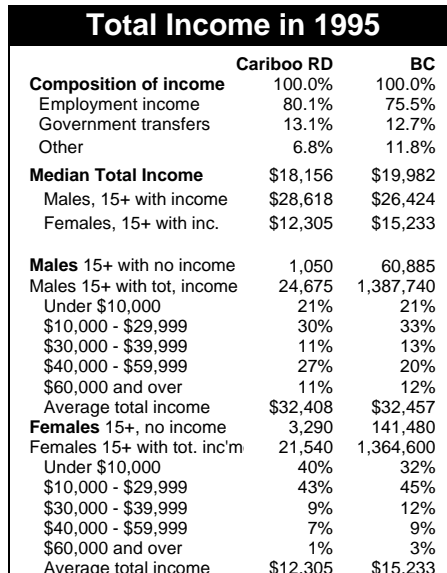 Total Income in 1995
Cariboo RD BC
Composition of income 100.0% 100.0%
Employment income 80.1% 75.5%
Government transfers 13.1% 12.7%
Other 6.8% 11.8%
Median Total Income $18,156 $19,982
Males, 15+ with income $28,618 $26,424
Females, 15+ with inc. $12,305 $15,233
Males 15+ with no income 1,050 60,885
Males 15+ with tot, income 24,675 1,387,740
Under $10,000 21% 21%
$10,000 - $29,999 30% 33%
$30,000 - $39,999 11% 13%
$40,000 - $59,999 27% 20%
$60,000 and over 11% 12%
Average total income $32,408 $32,457
Females 15+, no income 3,290 141,480
Females 15+ with tot. inc'm 21,540 1,364,600
Under $10,000 40% 32%
$10,000 - $29,999 43% 45%
$30,000 - $39,999 9% 12%
$40,000 - $59,999 7% 9%
$60,000 and over 1% 3%
Average total income $12,305 $15,233